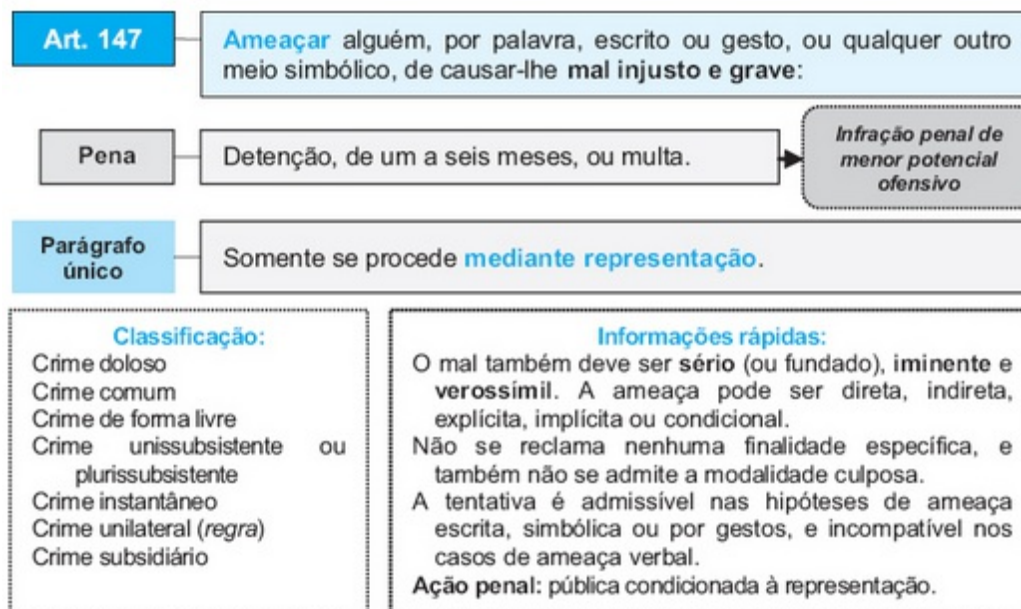 Art. 147
Ameaçar alguém, por palavra, escrito ou gesto, ou qualquer outro
meio simbólico, de causar-lhe mal injusto e grave:
Pena
Detenção, de um a seis meses, ou multa.
Infração penal de
menor potencial
ofensivo
Parágrafo
único
Somente se procede mediante representação.
Classificação:
Crime doloso
Crime comum
Crime de forma livre
Crime unissubsistente ou
plurissubsistente
Crime instantâneo
Crime unilateral (regra)
Crime subsidiário
Informações rápidas:
O mal também deve ser sério (ou fundado), iminente e
verossímil. A ameaça pode ser direta, indireta,
explícita, implícita ou condicional.
Não se reclama nenhuma finalidade específica, e
também não se admite a modalidade culposa.
A tentativa é admissível nas hipóteses de ameaça
escrita, simbólica ou por gestos, e incompatível nos
casos de ameaça verbal.
Ação penal: pública condicionada à representação.